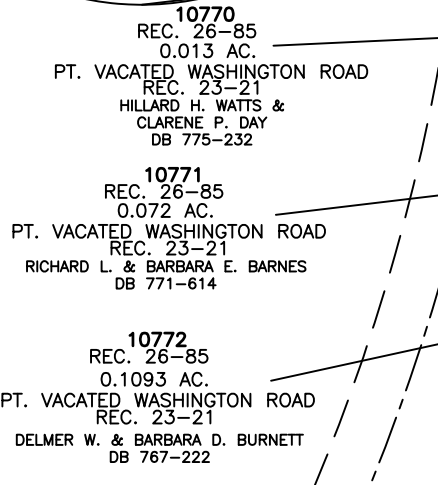 10770
REC. 26-85
0.013 AC.
PT. VACATED WASHINGTON ROAD
REC. 23-21
HILLARD H. WATTS &
CLARENE P. DAY
DB 775-232
10771
REC. 26-85
0.072 AC.
PT. VACATED WASHINGTON ROAD
REC. 23-21
RICHARD L. & BARBARA E. BARNES
DB 771-614
10772
REC. 26-85
0.1093 AC.
PT. VACATED WASHINGTON ROAD
REC. 23-21
DELMER W. & BARBARA D. BURNETT
DB 767-222